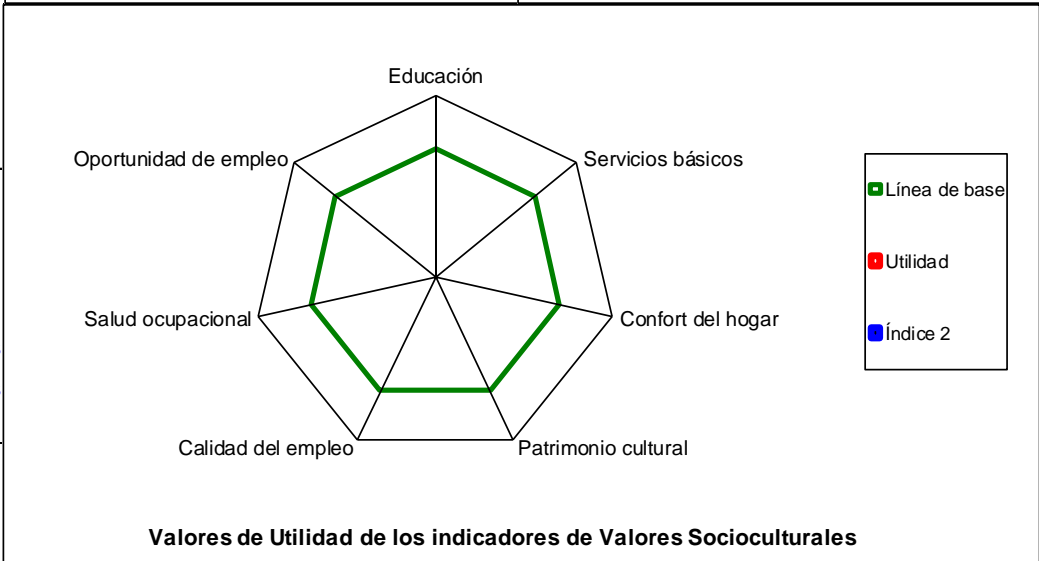 Educación
Oportunidad de empleo
Servicios básicos
Salud ocupacional
Confort del hogar
Calidad del empleo
Patrimonio cultural
Línea de base
Utilidad
Índice 2
Valores de Utilidad de los indicadores de Valores Socioculturales